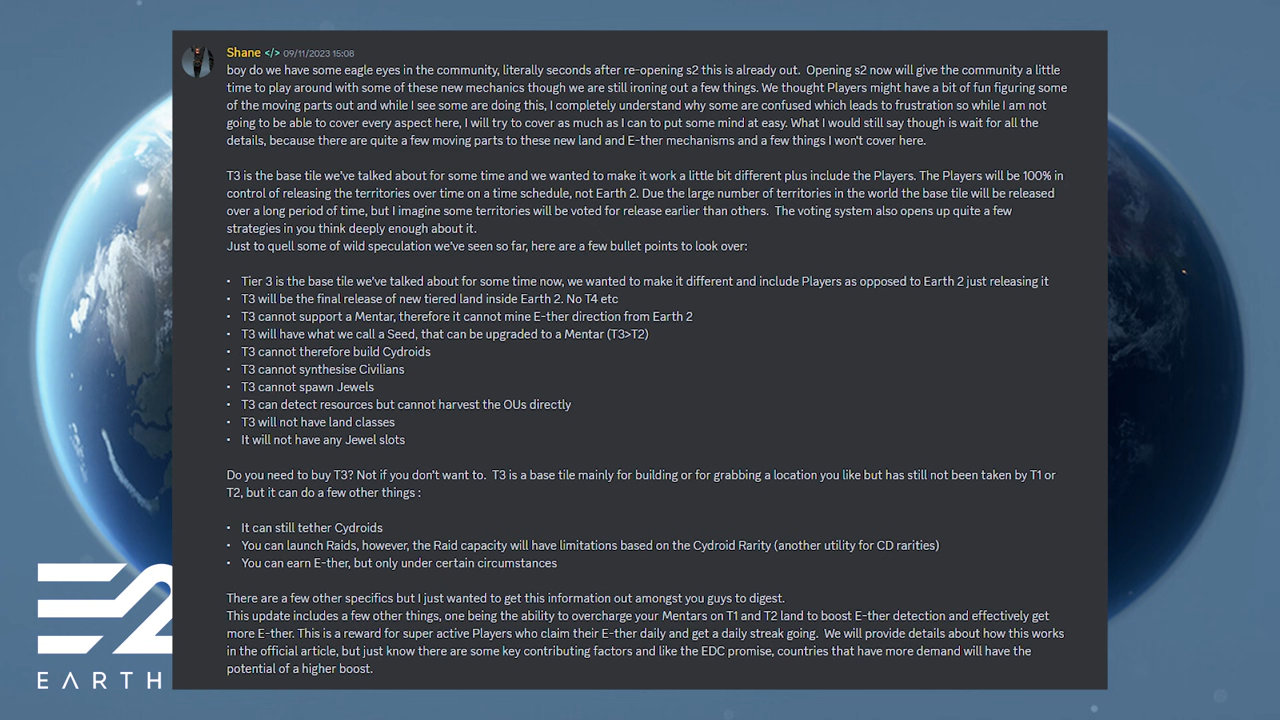 Shane </> 09/11/2023 15:08
boy do we have some eagle eyes in the community, literally seconds after re-opening s2 this is already out.  Opening s2 now will give the community a little
time to play around with some of these new mechanics though we are still ironing out a few things. We thought Players might have a bit of fun figuring some
of the moving parts out and while I see some are doing this, I completely understand why some are confused which leads to frustration so while I am not
going to be able to cover every aspect here, I will try to cover as much as I can to put some mind at easy. What I would still say though is wait for all the
details, because there are quite a few moving parts to these new land and E-ther mechanisms and a few things I won't cover here.
T3 is the base tile we've talked about for some time and we wanted to make it work a little bit different plus include the Players. The Players will be 100% in
control of releasing the territories over time on a time schedule, not Earth 2. Due the large number of territories in the world the base tile will be released
over a long period of time, but I imagine some territories will be voted for release earlier than others.  The voting system also opens up quite a few
strategies in you think deeply enough about it.
Just to quell some of wild speculation we've seen so far, here are a few bullet points to look over:
• Tier 3 is the base tile we've talked about for some time now, we wanted to make it different and include Players as opposed to Earth 2 just releasing it
• T3 will be the final release of new tiered land inside Earth 2. No T4 etc
• T3 cannot support a Mentar, therefore it cannot mine E-ther direction from Earth 2
• T3 will have what we call a Seed, that can be upgraded to a Mentar (T3>T2)
• T3 cannot therefore build Cydroids
• T3 cannot synthesise Civilians
• T3 cannot spawn Jewels
• T3 can detect resources but cannot harvest the OUs directly
• T3 will not have land classes
• It will not have any Jewel slots
Do you need to buy T3? Not if you don't want to.  T3 is a base tile mainly for building or for grabbing a location you like but has still not been taken by T1 or
T2, but it can do a few other things :
• It can still tether Cydroids
• You can launch Raids, however, the Raid capacity will have limitations based on the Cydroid Rarity (another utility for CD rarities)
• You can earn E-ther, but only under certain circumstances
There are a few other specifics but I just wanted to get this information out amongst you guys to digest.
This update includes a few other things, one being the ability to overcharge your Mentars on T1 and T2 land to boost E-ther detection and effectively get
more E-ther. This is a reward for super active Players who claim their E-ther daily and get a daily streak going.  We will provide details about how this works
in the official article, but just know there are some key contributing factors and like the EDC promise, countries that have more demand will have the
potential of a higher boost.
E2
EARTH